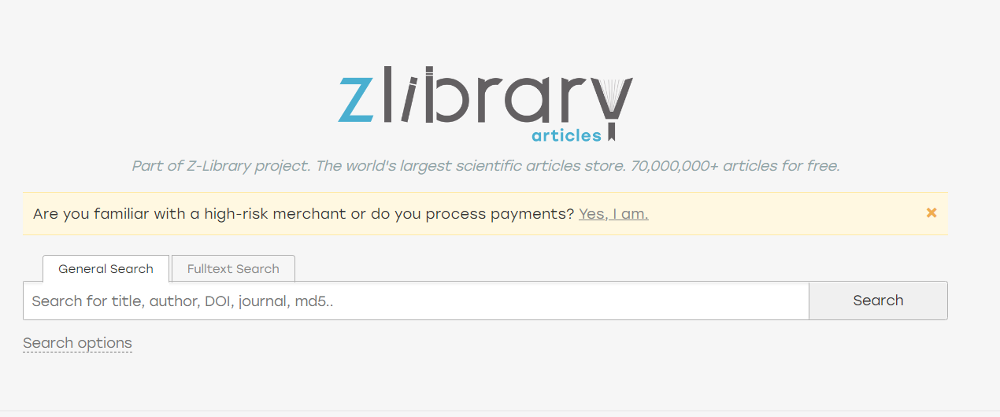 zlibrary
articles
Part of Z-Library project. The world's largest scientific articles store. 70,000,000+ articles for free.
Are you familiar with a high-risk merchant or do you process payments? Yes, I am.
General Search Fulltext Search
Search for title, author, DOI, journal, md5.. Search
Search options